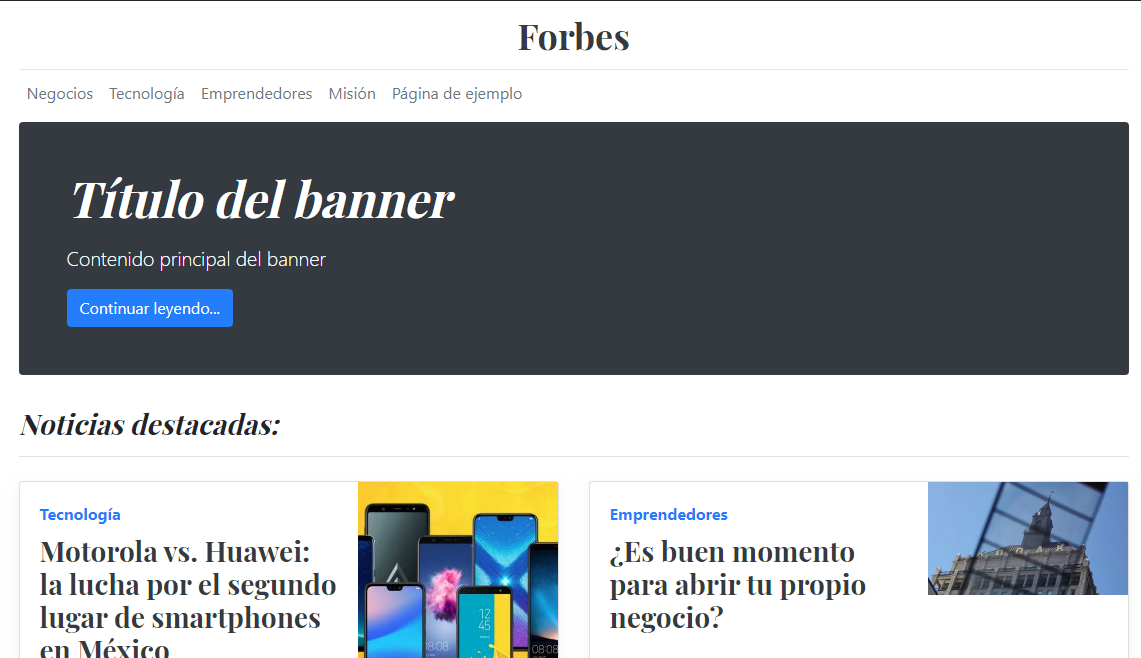 Forbes
Negocios Tecnología Emprendedores Misión Página de ejemplo
Título del banner
Contenido principal del banner
Continuar leyendo...
Noticias destacadas:
Tecnología
Motorola vs. Huawei:
la lucha por el segundo
lugar de smartphones
en México
Emprendedores
¿Es buen momento
para abrir tu propio
negocio?